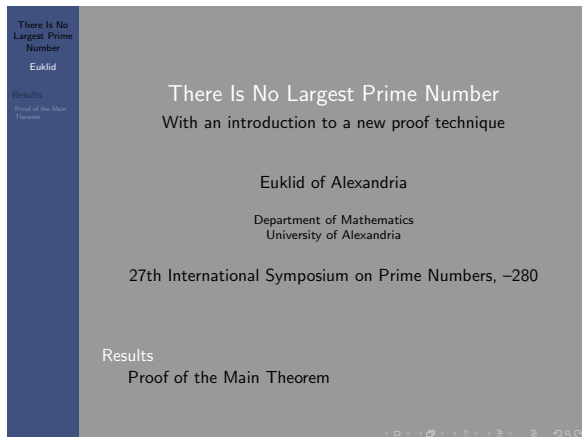 There Is No
Largest Prime
Number
Euklid
Results
Proof of the Main
Theorem
There Is No Largest Prime Number
With an introduction to a new proof technique
Euklid of Alexandria
Department of Mathematics
University of Alexandria
27th International Symposium on Prime Numbers, –280
Results
Proof of the Main Theorem